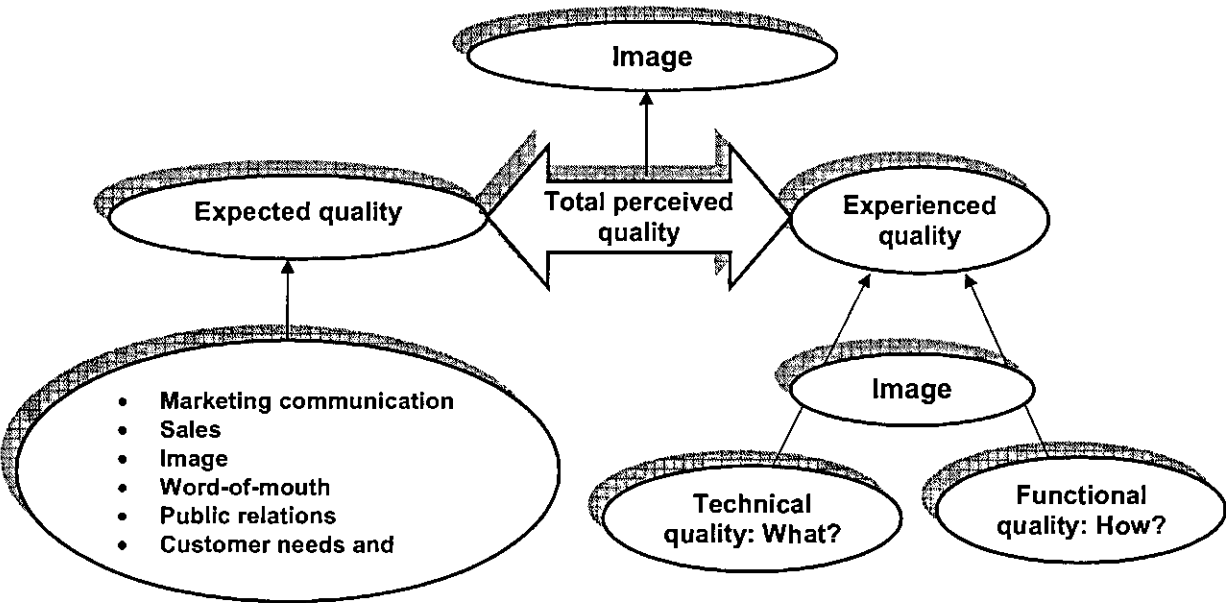 Image
Expected quality
Total perceived
quality
Experienced
quality
• Marketing communication
• Sales
• Image
• Word-of-mouth
• Public relations
• Customer needs and
Image
Technical
quality: What?
Functional
quality: How?